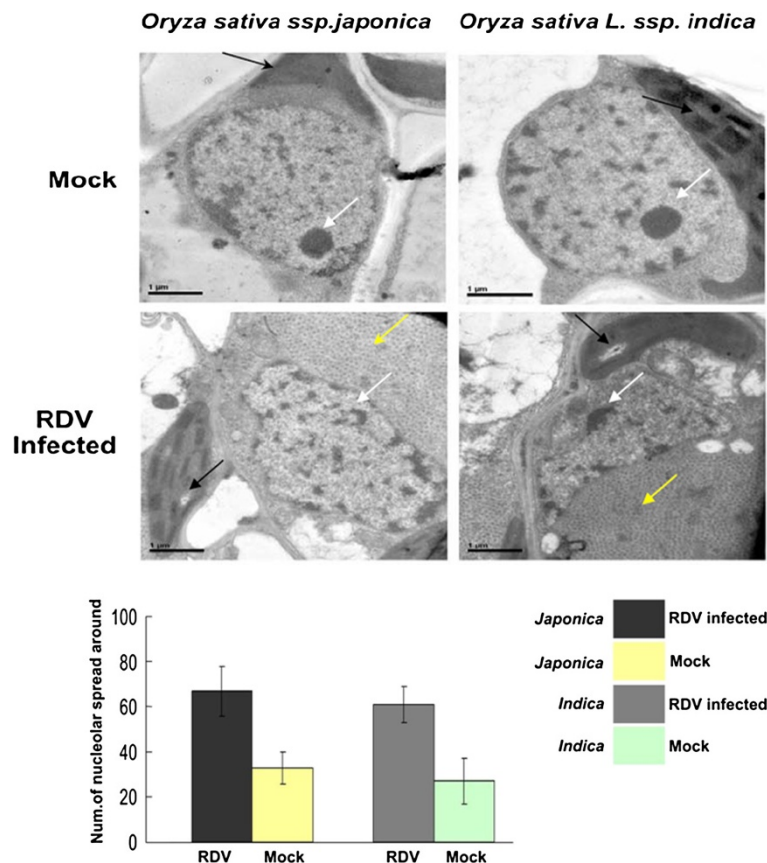 Oryza sativa ssp.japonica
Oryza sativa L. ssp. indica
Mock
1 µm
1 µm
RDV
Infected
1 µm
1 µm
Num.of nucleolar spread around
100
80
60
40
20
0
RDV
Mock
RDV
Mock
Japonica RDV infected
Japonica Mock
Indica RDV infected
Indica Mock